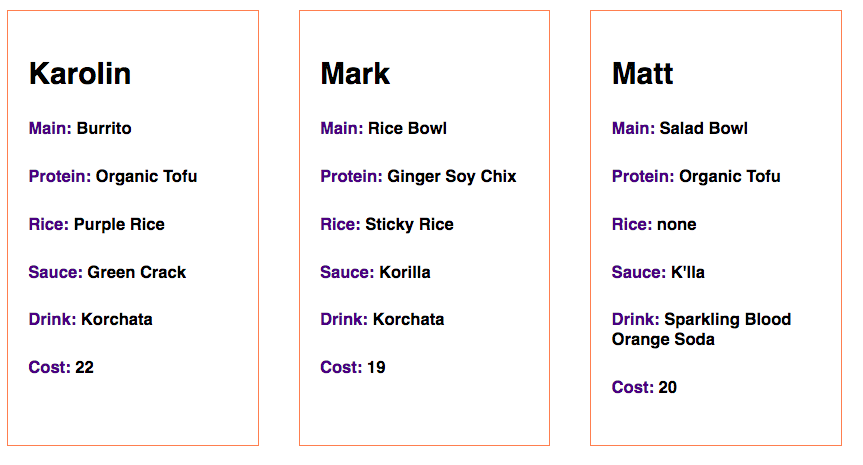 Karolin
Main: Burrito
Protein: Organic Tofu
Rice: Purple Rice
Sauce: Green Crack
Drink: Korchata
Cost: 22
Mark
Main: Rice Bowl
Protein: Ginger Soy Chix
Rice: Sticky Rice
Sauce: Korilla
Drink: Korchata
Cost: 19
Matt
Main: Salad Bowl
Protein: Organic Tofu
Rice: none
Sauce: K'lla
Drink: Sparkling Blood
Orange Soda
Cost: 20